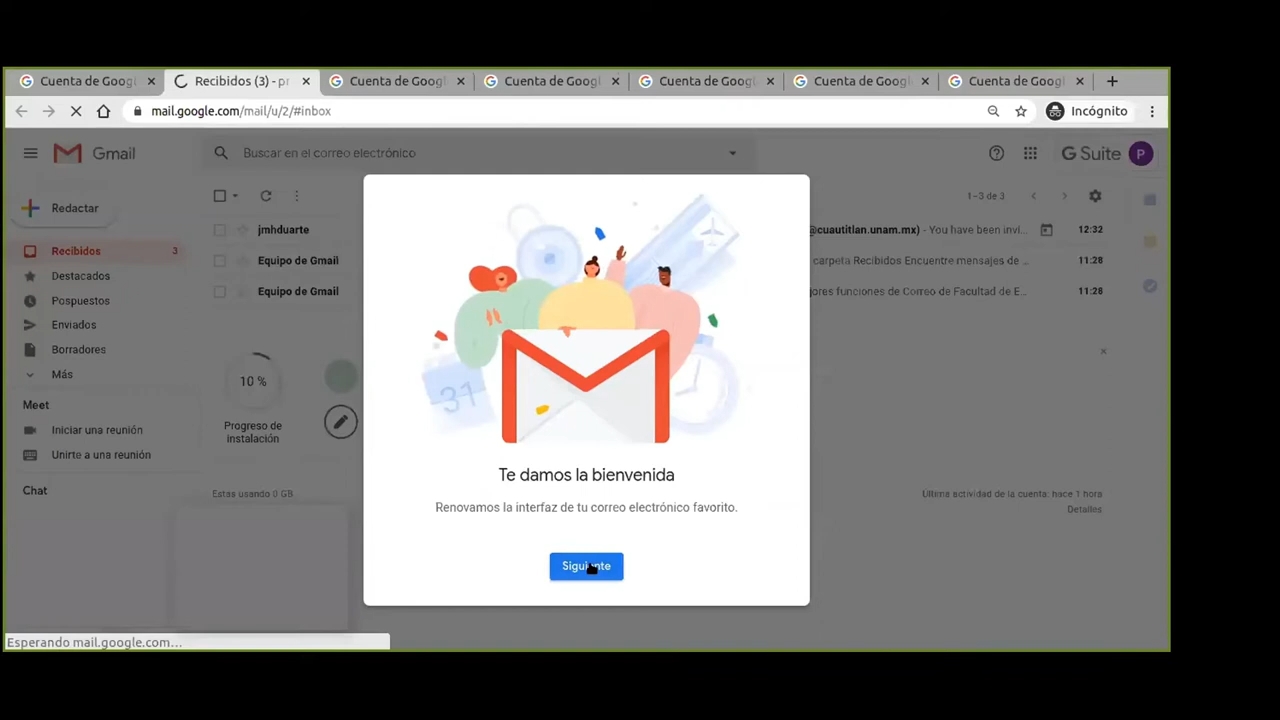 Cuenta de Goog
Recibidos (3) - pr
Cuenta de Googl
Cuenta de Googl
Cuenta de Googl
Cuenta de Googl
Cuenta de Googl
mail.google.com/mail/u/2/#inbox
Incógnito
Gmail
Buscar en el correo electrónico
G Suite
P
Redactar
1–3 de 3
jmhduarte
@cuautitlan.unam.mx) - You have been invi...
12:32
Recibidos
3
Equipo de Gmail
carpeta Recibidos Encuentre mensajes de ...
11:28
Destacados
Equipo de Gmail
jores funciones de Correo de Facultad de E...
11:28
Pospuestos
Enviados
Borradores
Más
10 %
Progreso de
instalación
31
Meet
Iniciar una reunión
Unirte a una reunión
Chat
Te damos la bienvenida
Renovamos la interfaz de tu correo electrónico favorito.
Siguiente
Estas usando 0 GB
Última actividad de la cuenta: hace 1 hora
Detalles
Esperando mail.google.com...